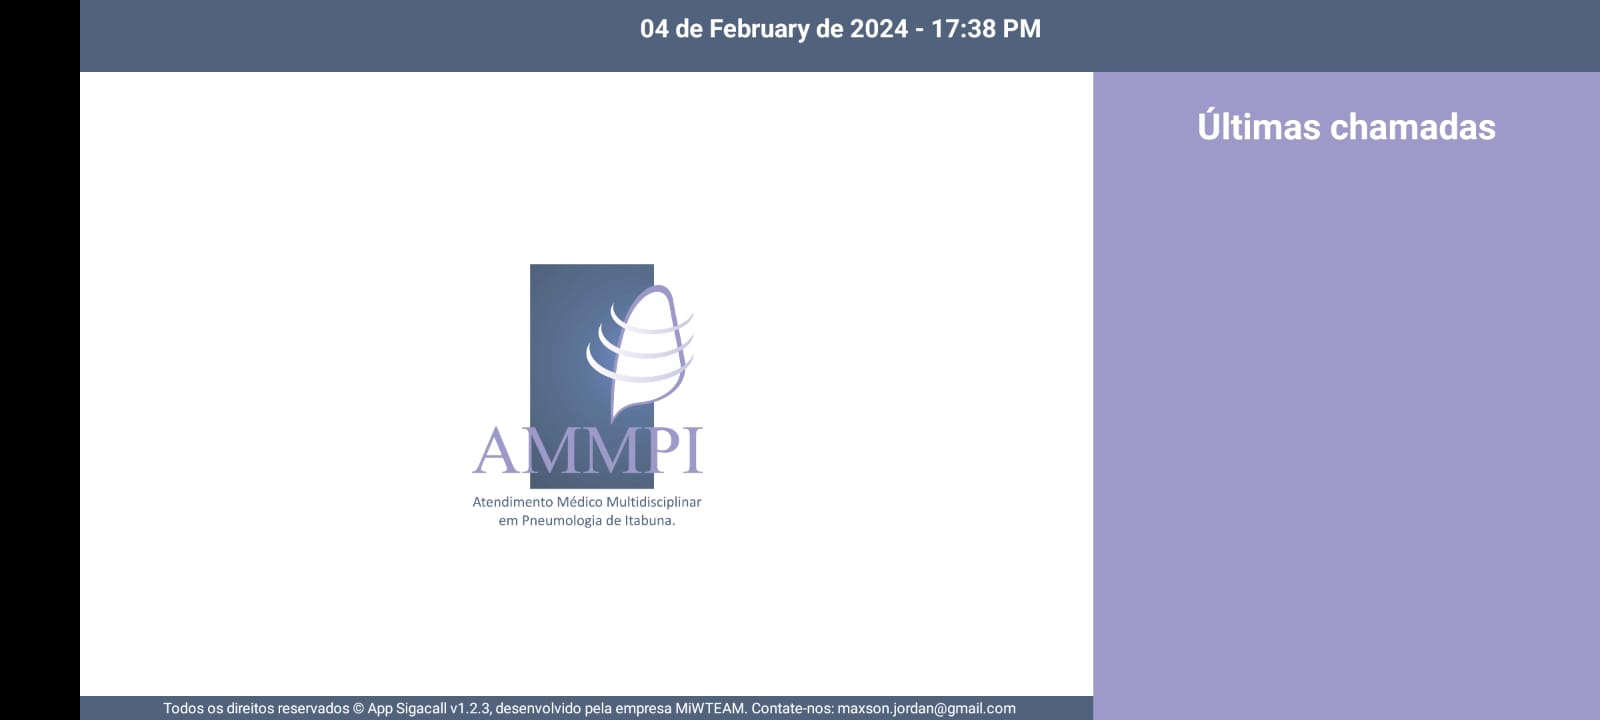 04 de February de 2024 - 17:38 PM
Últimas chamadas
AMMPI
Atendimento Médico Multidisciplinar
em Pneumologia de Itabuna.
Todos os direitos reservados © App Sigacall v1.2.3, desenvolvido pela empresa MiWTEAM. Contate-nos: maxson.jordan@gmail.com